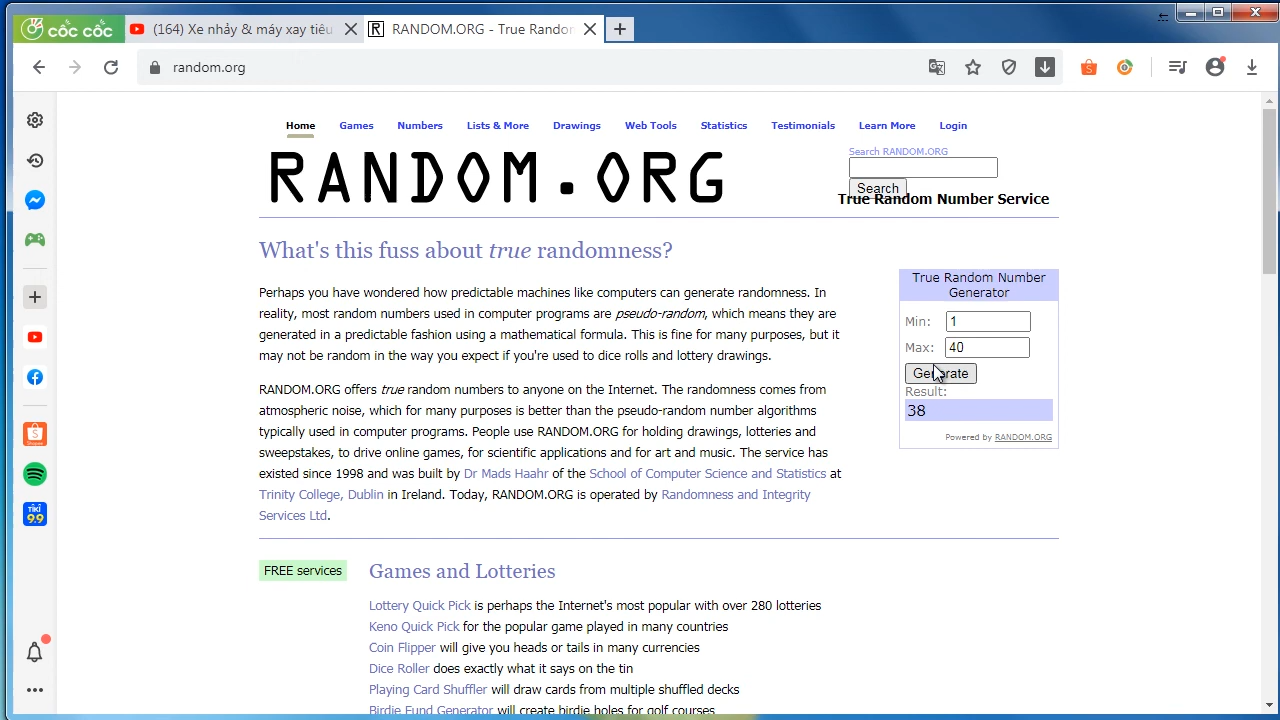 cốc cốc
(164) Xe nhảy & máy xay tiêu
RANDOM.ORG - True Random
random.org
Home Games Numbers Lists & More Drawings Web Tools Statistics Testimonials Learn More Login
RANDOM.ORG
Search RANDOM.ORG
Search
True Random Number Service
What's this fuss about true randomness?
Perhaps you have wondered how predictable machines like computers can generate randomness. In
reality, most random numbers used in computer programs are pseudo-random, which means they are
generated in a predictable fashion using a mathematical formula. This is fine for many purposes, but it
may not be random in the way you expect if you're used to dice rolls and lottery drawings.
RANDOM.ORG offers true random numbers to anyone on the Internet. The randomness comes from
atmospheric noise, which for many purposes is better than the pseudo-random number algorithms
typically used in computer programs. People use RANDOM.ORG for holding drawings, lotteries and
sweepstakes, to drive online games, for scientific applications and for art and music. The service has
existed since 1998 and was built by Dr Mads Haahr of the School of Computer Science and Statistics at
Trinity College, Dublin in Ireland. Today, RANDOM.ORG is operated by Randomness and Integrity
Services Ltd.
True Random Number
Generator
Min: 1
Max: 40
Generate
Result:
38
Powered by RANDOM.ORG
FREE services
Games and Lotteries
Lottery Quick Pick is perhaps the Internet's most popular with over 280 lotteries
Keno Quick Pick for the popular game played in many countries
Coin Flipper will give you heads or tails in many currencies
Dice Roller does exactly what it says on the tin
Playing Card Shuffler will draw cards from multiple shuffled decks
Birdie Fund Generator will create birdie holes for golf courses
TIKI
9.9